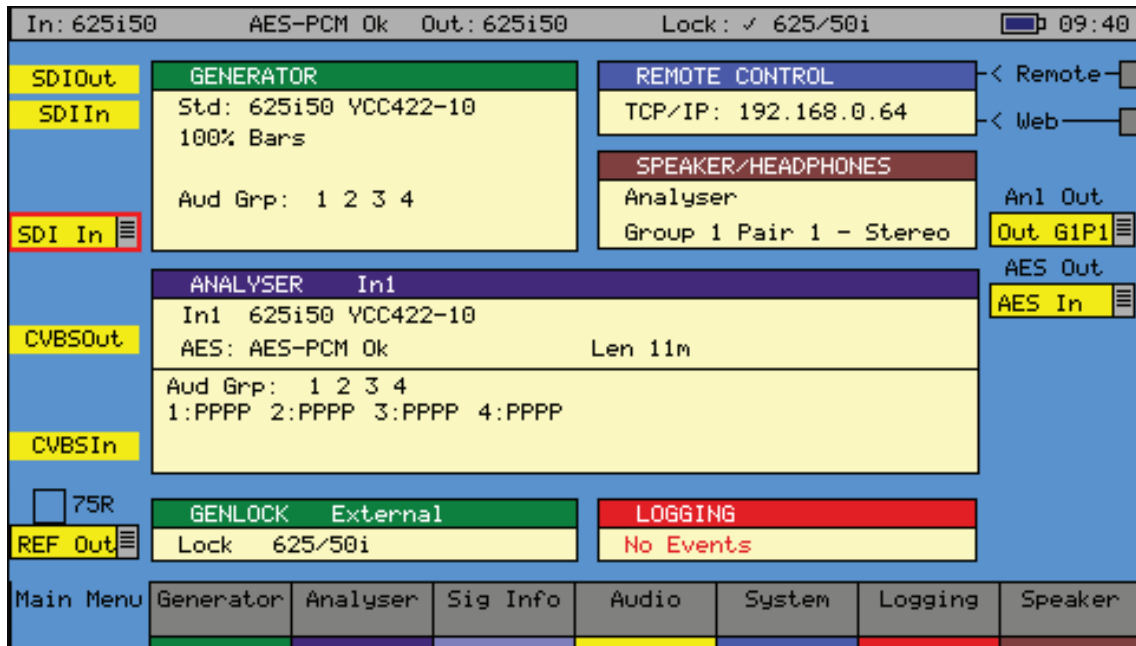 In: 625i50 AES-PCM Ok Out: 625i50 Lock: ✓ 625/50i 09:40
SDIOut
SDIIn
SDI In
CVBSOut
CVBSIn
75R
REF Out
GENERATOR
Std: 625i50 YCC422-10
100% Bars
Aud Grp: 1 2 3 4
REMOTE CONTROL
TCP/IP: 192.168.0.64
SPEAKER/HEADPHONES
Analyser
Group 1 Pair 1 - Stereo
< Remote
< Web
Anl Out
Out G1P1
AES Out
AES In
ANALYSER In1
In1 625i50 YCC422-10
AES: AES-PCM Ok Len 11m
Aud Grp: 1 2 3 4
1:PPPP 2:PPPP 3:PPPP 4:PPPP
GENLOCK External
Lock 625/50i
LOGGING
No Events
Main Menu Generator Analyser Sig Info Audio System Logging Speaker